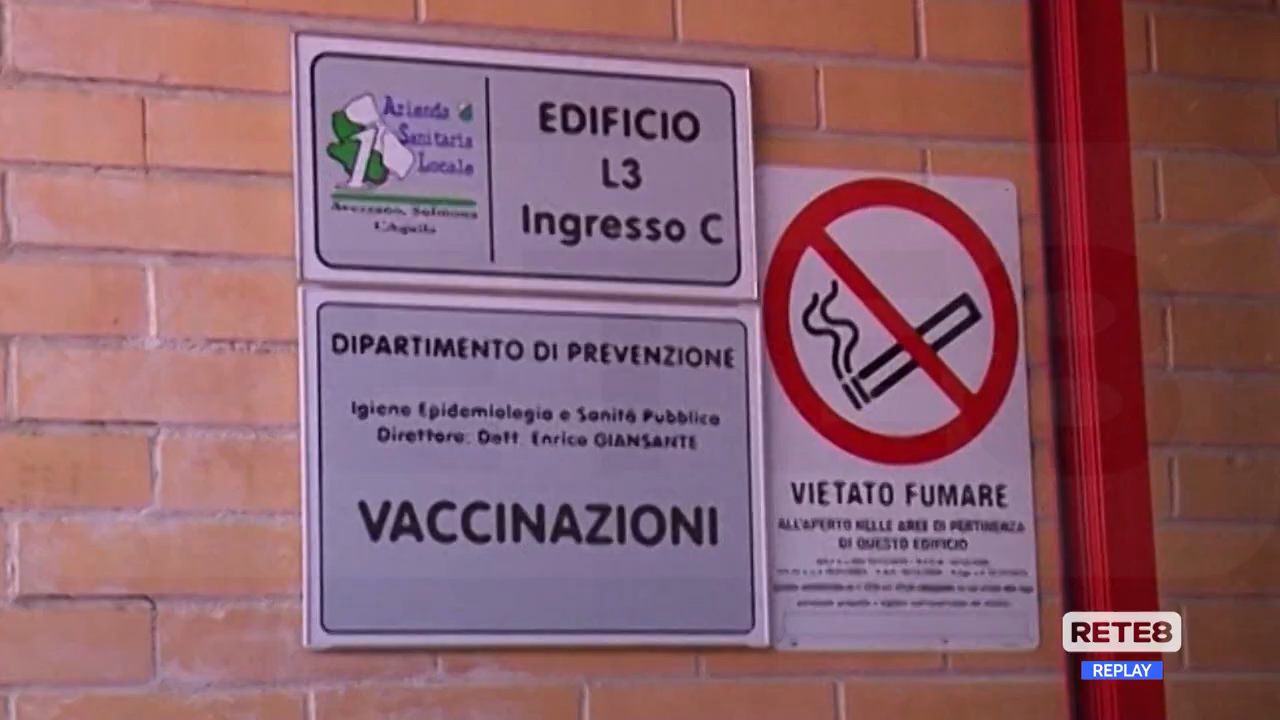 Azienda
Sanitaria
Locale
1
Avezzano, Sulmona
L'Aquila
EDIFICIO
L3
Ingresso C
DIPARTIMENTO DI PREVENZIONE
Igiene Epidemiologia e Sanità Pubblica
Direttore: Dott. Enrico GIANSANTE
VACCINAZIONI
VIETATO FUMARE
ALL'APERTO NELLE AREE DI PERTINENZA
DI QUESTO EDIFICIO
RETE8
REPLAY